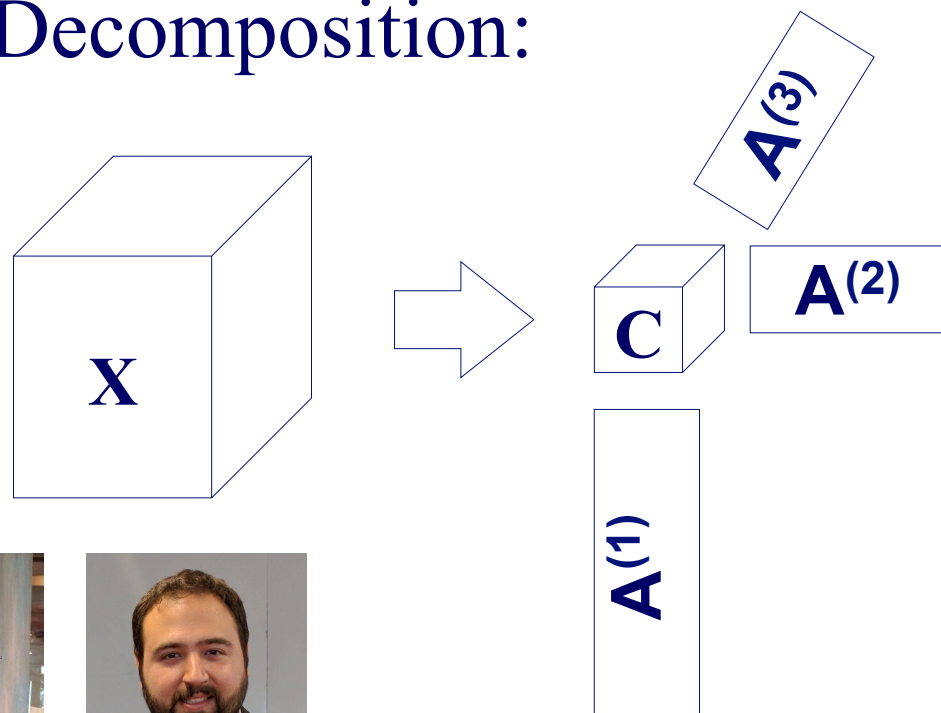 Decomposition:
A(3)
A(2)
C
X
A(1)